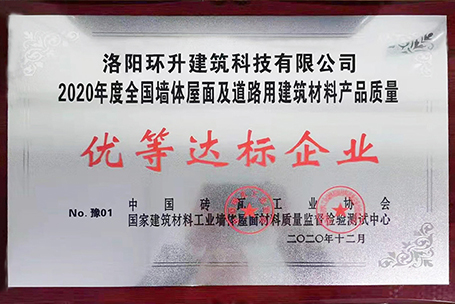 洛阳环升建筑科技有限公司
2020年度全国墙体屋面及道路用建筑材料产品质量
优等达标企业
No. 豫01
中国砖瓦工业协会
国家建筑材料工业墙体屋面材料质量监督检验测试中心
二〇二〇年十二月